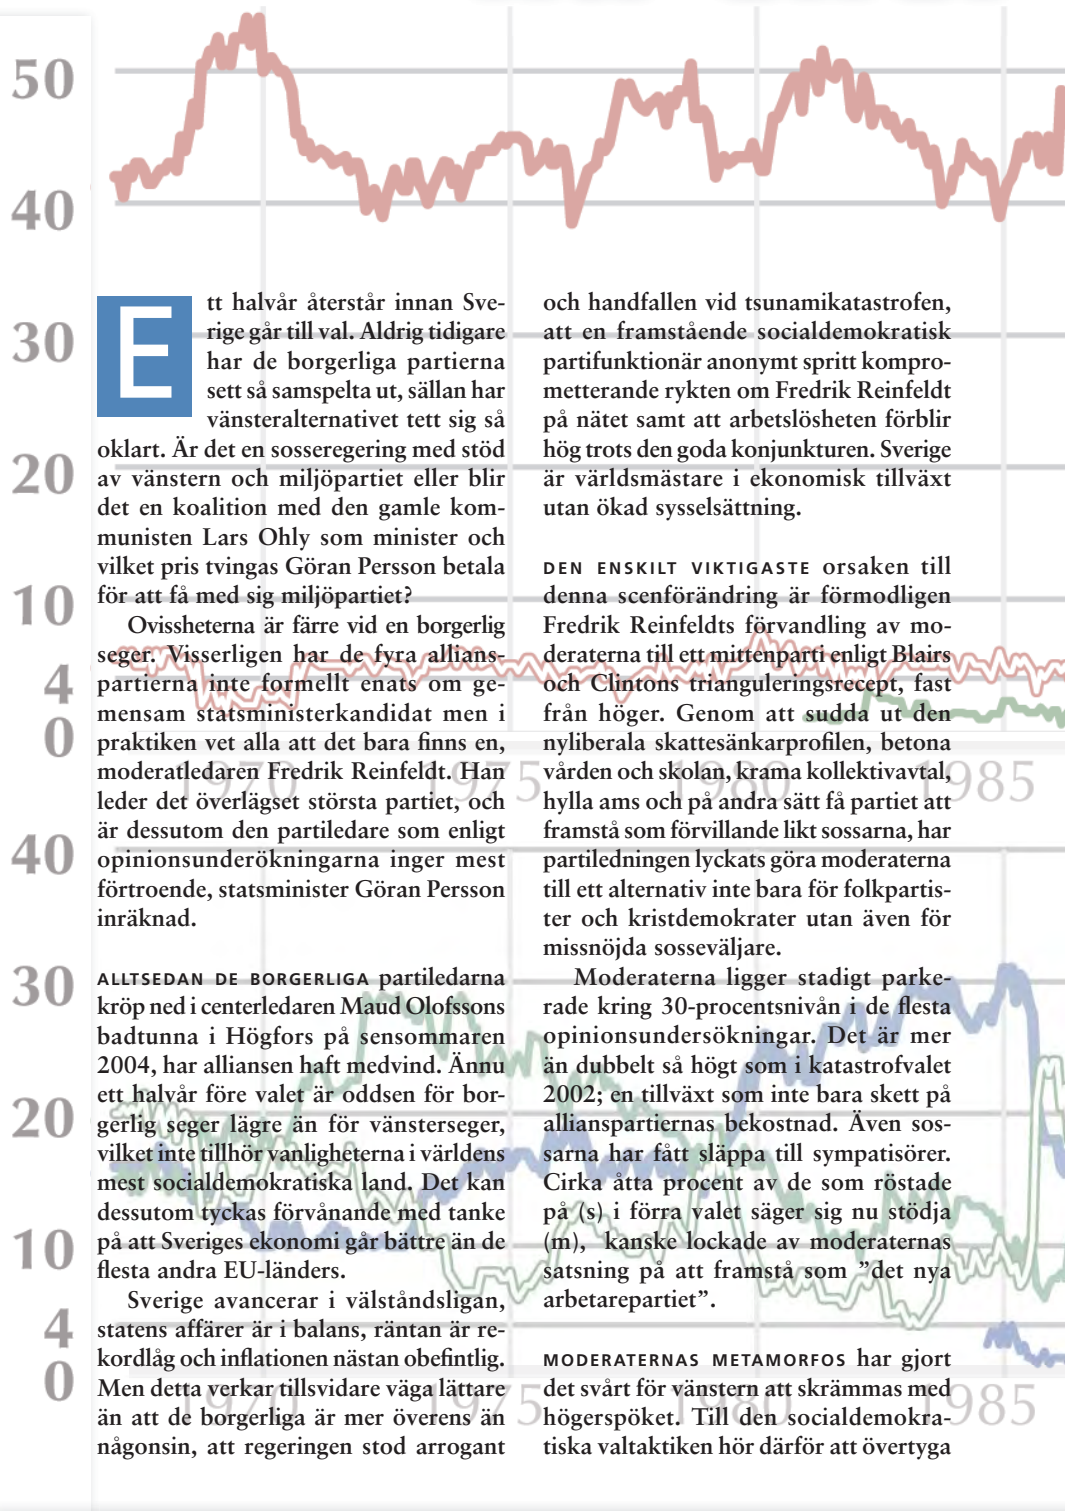 50
40
30
20
10
4
0
1970
1975
1980
1985
40
30
20
10
4
0
1970
1975
1980
1985
Ett halvår återstår innan Sve-
rige går till val. Aldrig tidigare
har de borgerliga partierna
sett så samspelta ut, sällan har
vänsteralternativet tett sig så
oklart. Är det en sosseregering med stöd
av vänstern och miljöpartiet eller blir
det en koalition med den gamle kom-
munisten Lars Ohly som minister och
vilket pris tvingas Göran Persson betala
för att få med sig miljöpartiet?
Ovissheterna är färre vid en borgerlig
seger. Visserligen har de fyra allians-
partierna inte formellt enats om ge-
mensam statsministerkandidat men i
praktiken vet alla att det bara finns en,
moderatledaren Fredrik Reinfeldt. Han
leder det överlägset största partiet, och
är dessutom den partiledare som enligt
opinionsunderökningarna inger mest
förtroende, statsminister Göran Persson
inräknad.
ALLTSEDAN DE BORGERLIGA partiledarna
kröp ned i centerledaren Maud Olofssons
badtunna i Högfors på sensommaren
2004, har alliansen haft medvind. Ännu
ett halvår före valet är oddsen för bor-
gerlig seger lägre än för vänsterseger,
vilket inte tillhör vanligheterna i världens
mest socialdemokratiska land. Det kan
dessutom tyckas förvånande med tanke
på att Sveriges ekonomi går bättre än de
flesta andra EU-länders.
Sverige avancerar i välståndsligan,
statens affärer är i balans, räntan är re-
kordlåg och inflationen nästan obefintlig.
Men detta verkar tillsvidare väga lättare
än att de borgerliga är mer överens än
någonsin, att regeringen stod arrogant
och handfallen vid tsunamikatastrofen,
att en framstående socialdemokratisk
partifunktionär anonymt spritt kompro-
metterande rykten om Fredrik Reinfeldt
på nätet samt att arbetslösheten förblir
hög trots den goda konjunkturen. Sverige
är världsmästare i ekonomisk tillväxt
utan ökad sysselsättning.
DEN ENSKILT VIKTIGASTE orsaken till
denna scenförändring är förmodligen
Fredrik Reinfeldts förvandling av mo-
deraterna till ett mittenparti enligt Blairs
och Clintons trianguleringsrecept, fast
från höger. Genom att sudda ut den
nyliberala skattesänkarprofilen, betona
vården och skolan, krama kollektivavtal,
hylla ams och på andra sätt få partiet att
framstå som förvillande likt sossarna, har
partiledningen lyckats göra moderaterna
till ett alternativ inte bara för folkpartis-
ter och kristdemokrater utan även för
missnöjda sosseväljare.
Moderaterna ligger stadigt parke-
rade kring 30-procentsnivån i de flesta
opinionsundersökningar. Det är mer
än dubbelt så högt som i katastrofvalet
2002; en tillväxt som inte bara skett på
allianspartiernas bekostnad. Även sos-
sarna har fått släppa till sympatisörer.
Cirka åtta procent av de som röstade
på (s) i förra valet säger sig nu stödja
(m), kanske lockade av moderaternas
satsning på att framstå som ”det nya
arbetarepartiet”.
MODERATERNAS METAMORFOS har gjort
det svårt för vänstern att skrämmas med
högerspöket. Till den socialdemokra-
tiska valtaktiken hör därför att övertyga